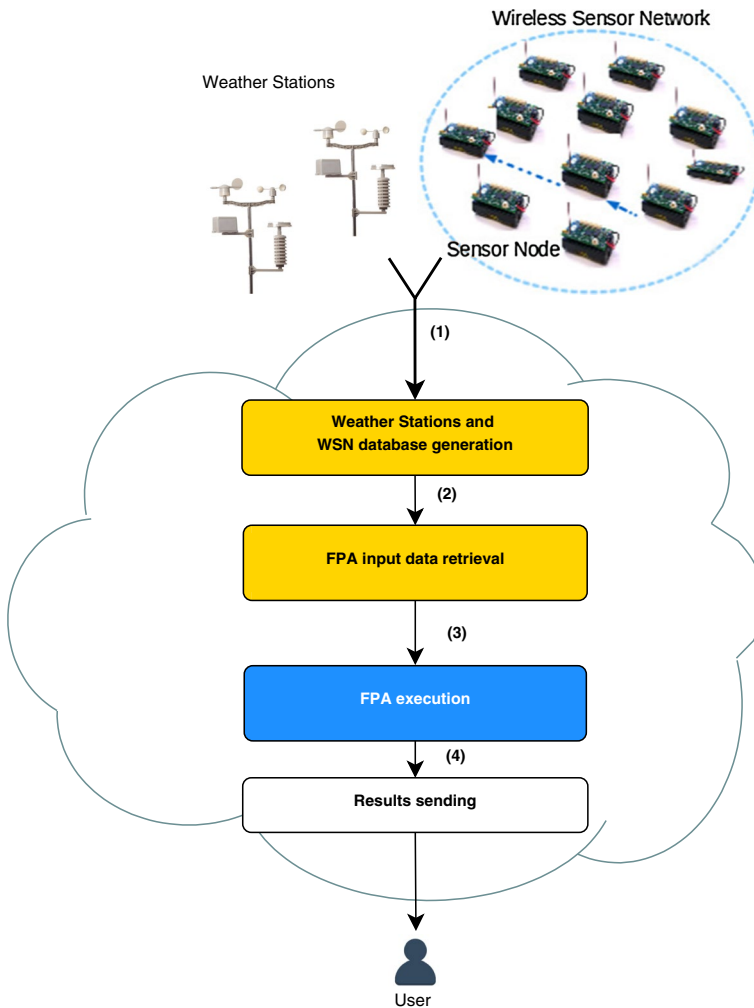 Wireless Sensor Network
Weather Stations
Sensor Node
(1)
Weather Stations and
WSN database generation
(2)
FPA input data retrieval
(3)
FPA execution
(4)
Results sending
User